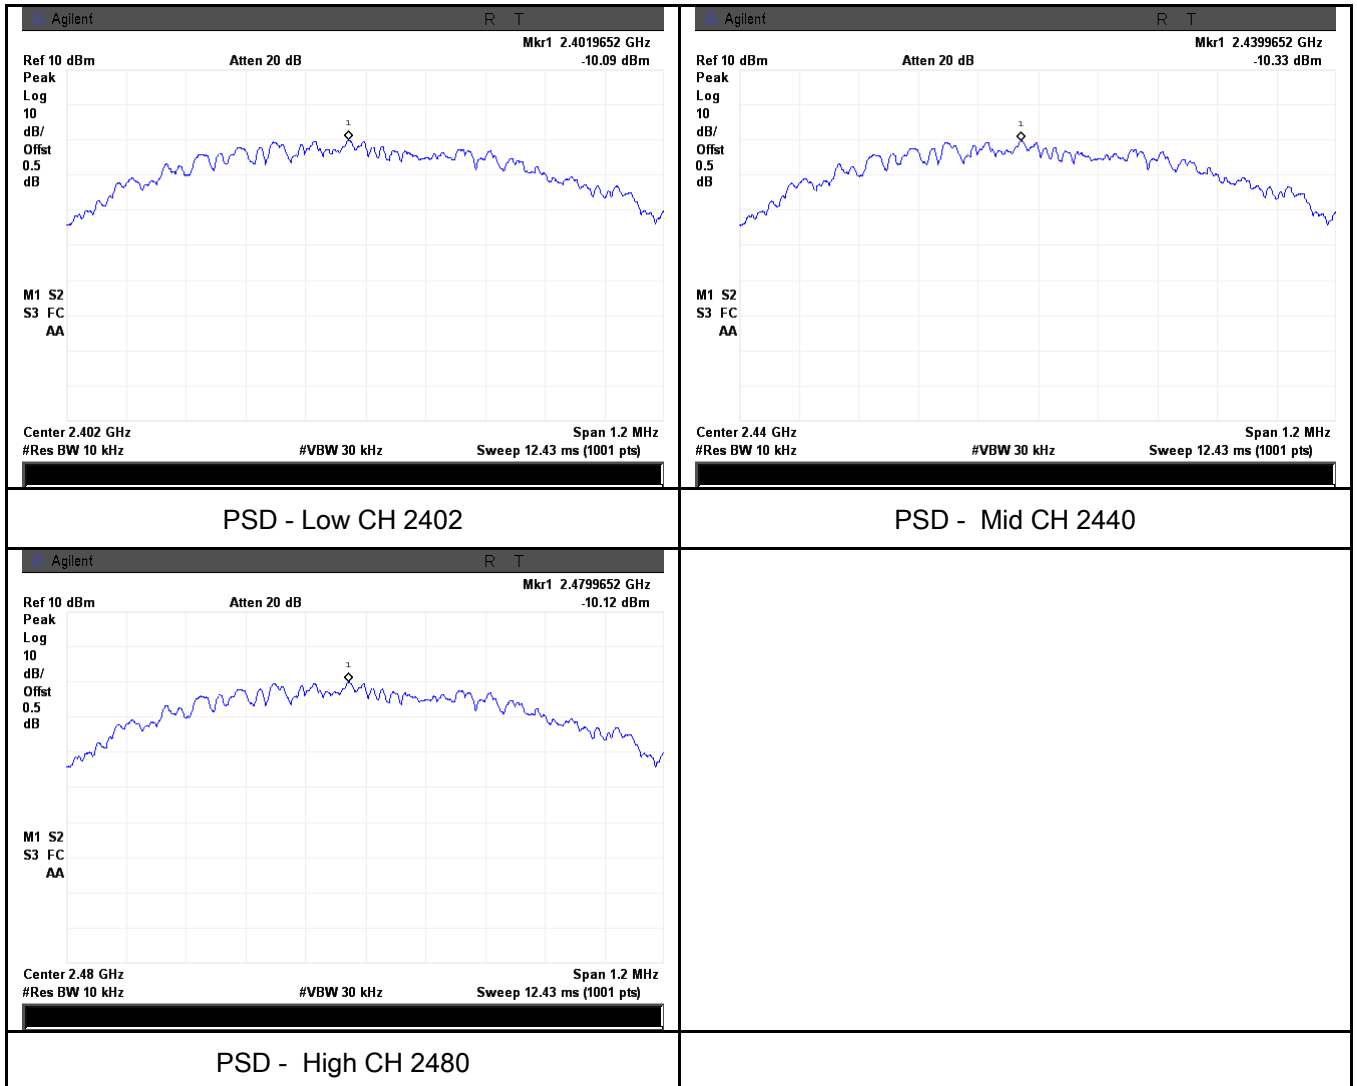 Agilent R T
Mkr1 2.4019652 GHz
Ref 10 dBm Atten 20 dB -10.09 dBm
Peak
Log
10
dB/
Offst
0.5
dB
1
M1 S2
S3 FC
AA
Center 2.402 GHz Span 1.2 MHz
#Res BW 10 kHz #VBW 30 kHz Sweep 12.43 ms (1001 pts)
PSD - Low CH 2402
Agilent R T
Mkr1 2.4399652 GHz
Ref 10 dBm Atten 20 dB -10.33 dBm
Peak
Log
10
dB/
Offst
0.5
dB
1
M1 S2
S3 FC
AA
Center 2.44 GHz Span 1.2 MHz
#Res BW 10 kHz #VBW 30 kHz Sweep 12.43 ms (1001 pts)
PSD - Mid CH 2440
Agilent R T
Mkr1 2.4799652 GHz
Ref 10 dBm Atten 20 dB -10.12 dBm
Peak
Log
10
dB/
Offst
0.5
dB
1
M1 S2
S3 FC
AA
Center 2.48 GHz Span 1.2 MHz
#Res BW 10 kHz #VBW 30 kHz Sweep 12.43 ms (1001 pts)
PSD - High CH 2480